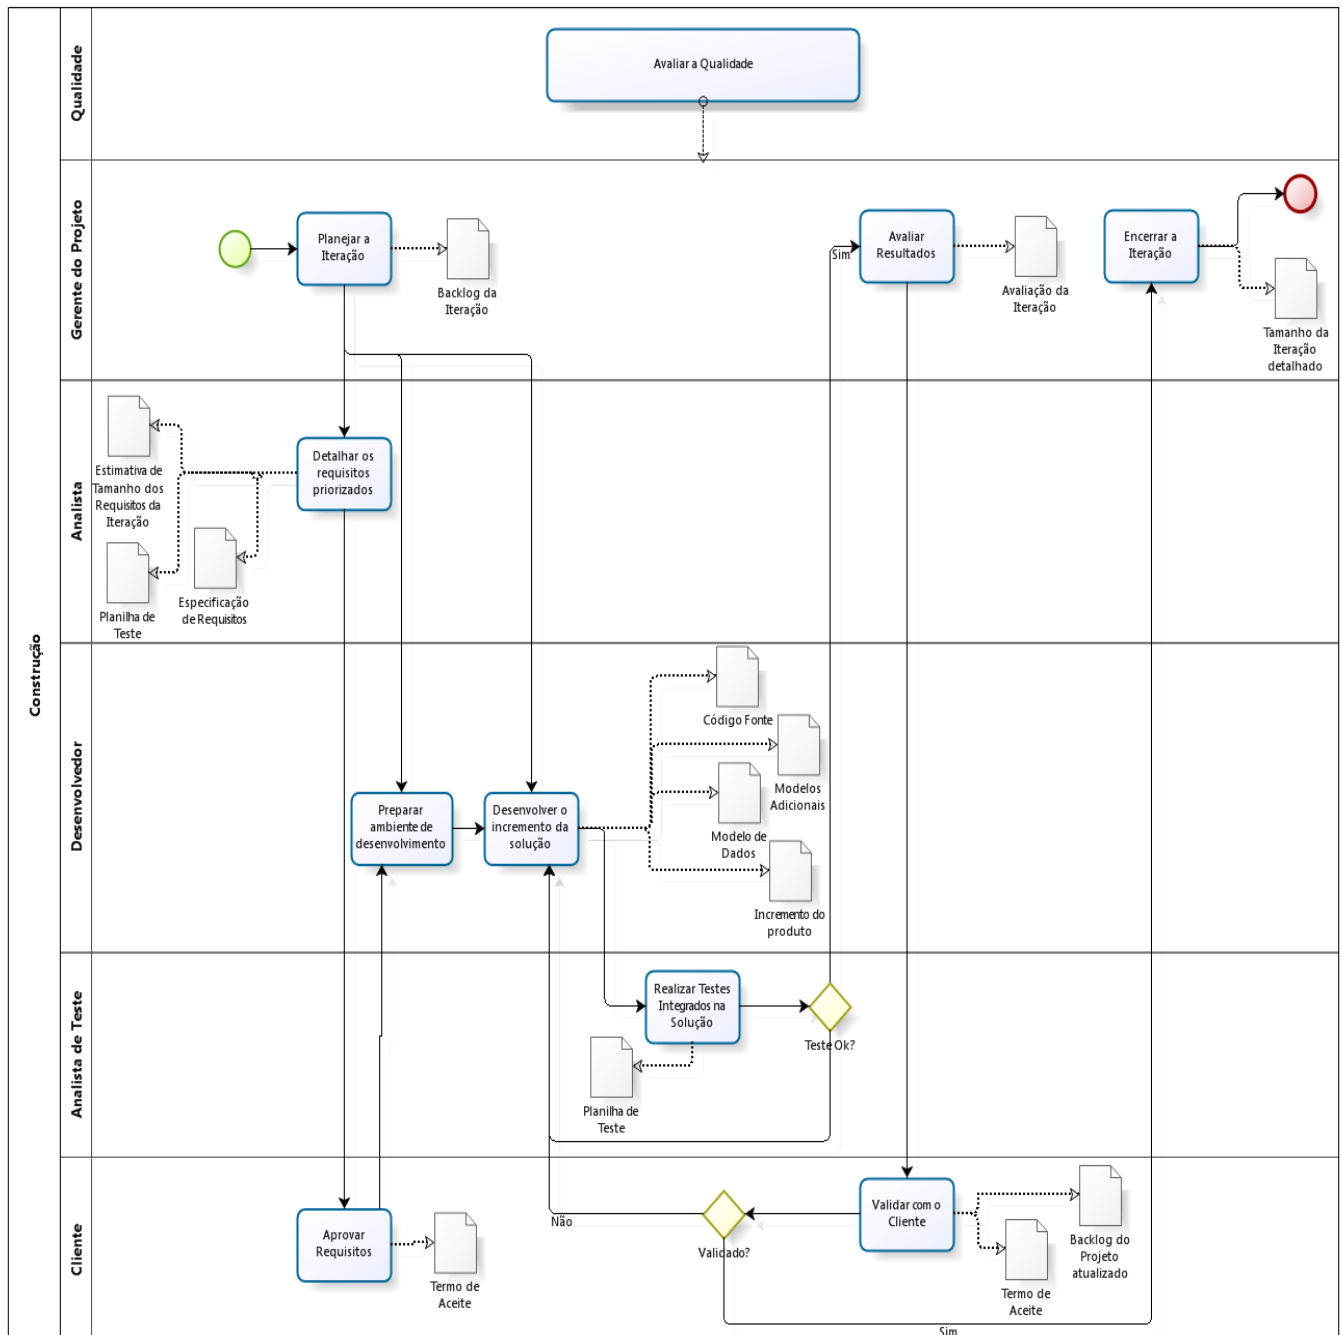 Construção
Qualidade
Avaliar a Qualidade
Gerente do Projeto
Planejar a
Iteração
Backlog da
Iteração
Sim
Avaliar
Resultados
Avaliação da
Iteração
Encerrar a
Iteração
Tamanho da
Iteração
detalhado
Analista
Estimativa de
Tamanho dos
Requisitos da
Iteração
Detalhar os
requisitos
priorizados
Planilha de
Teste
Especificação
de Requisitos
Desenvolvedor
Preparar
ambiente de
desenvolvimento
Desenvolver o
incremento da
solução
Código Fonte
Modelos
Adicionais
Modelo de
Dados
Incremento do
produto
Analista de Teste
Realizar Testes
Integrados na
Solução
Teste Ok?
Planilha de
Teste
Cliente
Aprovar
Requisitos
Termo de
Aceite
Não
Validado?
Validar com o
Cliente
Backlog do
Projeto
atualizado
Termo de
Aceite
Sim